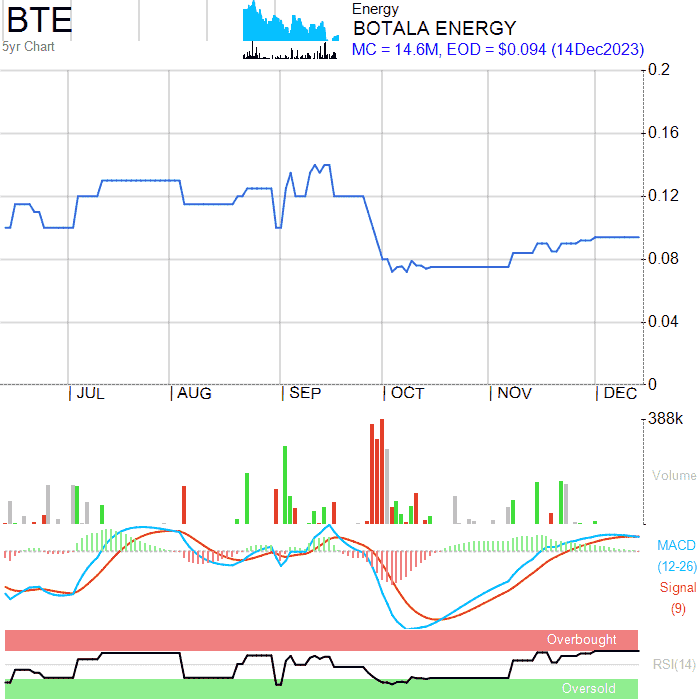 BTE
5yr Chart
Energy
BOTALA ENERGY
MC = 14.6M, EOD = $0.094 (14Dec2023)
0.2
0.16
0.12
0.08
0.04
0
JUL
AUG
SEP
OCT
NOV
DEC
388k
Volume
MACD
(12-26)
Signal
(9)
Overbought
RSI(14)
Oversold